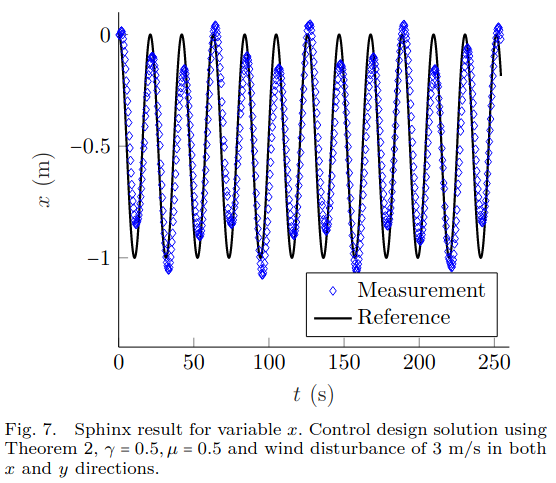 0
−0.5
−1
x (m)
Measurement
Reference
0 50 100 150 200 250
t (s)
Fig. 7. Sphinx result for variable x. Control design solution using
Theorem 2, γ = 0.5, μ = 0.5 and wind disturbance of 3 m/s in both
x and y directions.